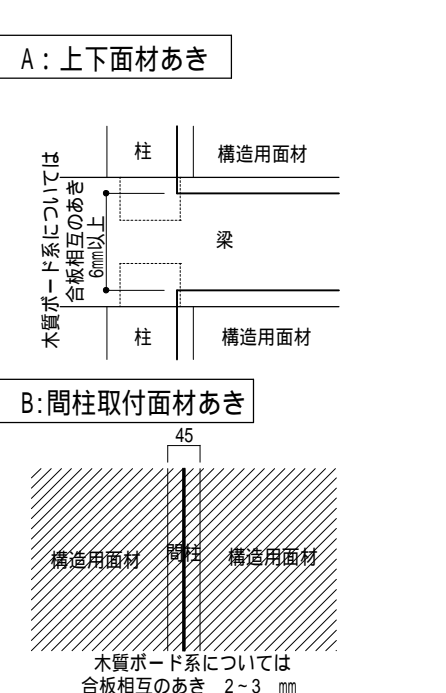 A：上下面材あき
柱
構造用面材
木質ボード系については
合板相互のあき
6mm以上
梁
柱
構造用面材
B:間柱取付面材あき
45
構造用面材
間柱
構造用面材
木質ボード系については
合板相互のあき 2~3 ㎜